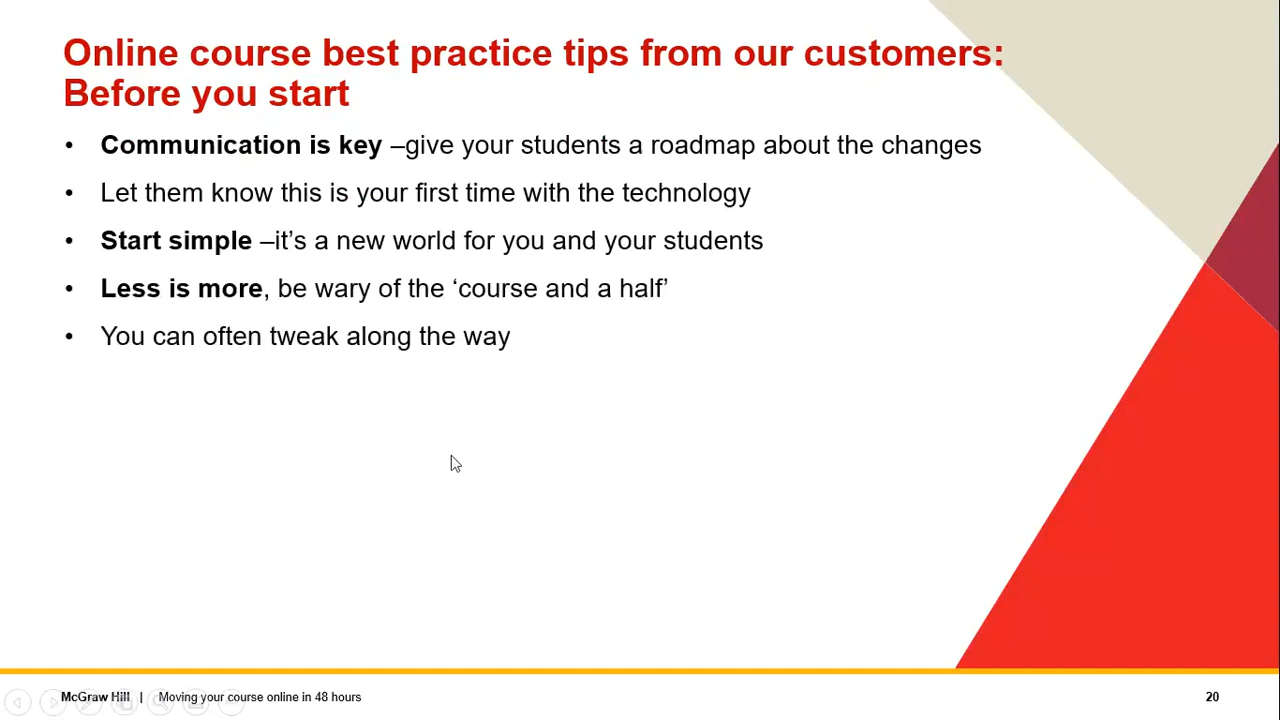 Online course best practice tips from our customers:
Before you start
• Communication is key –give your students a roadmap about the changes
• Let them know this is your first time with the technology
• Start simple –it’s a new world for you and your students
• Less is more, be wary of the ‘course and a half’
• You can often tweak along the way
McGraw Hill | Moving your course online in 48 hours
20